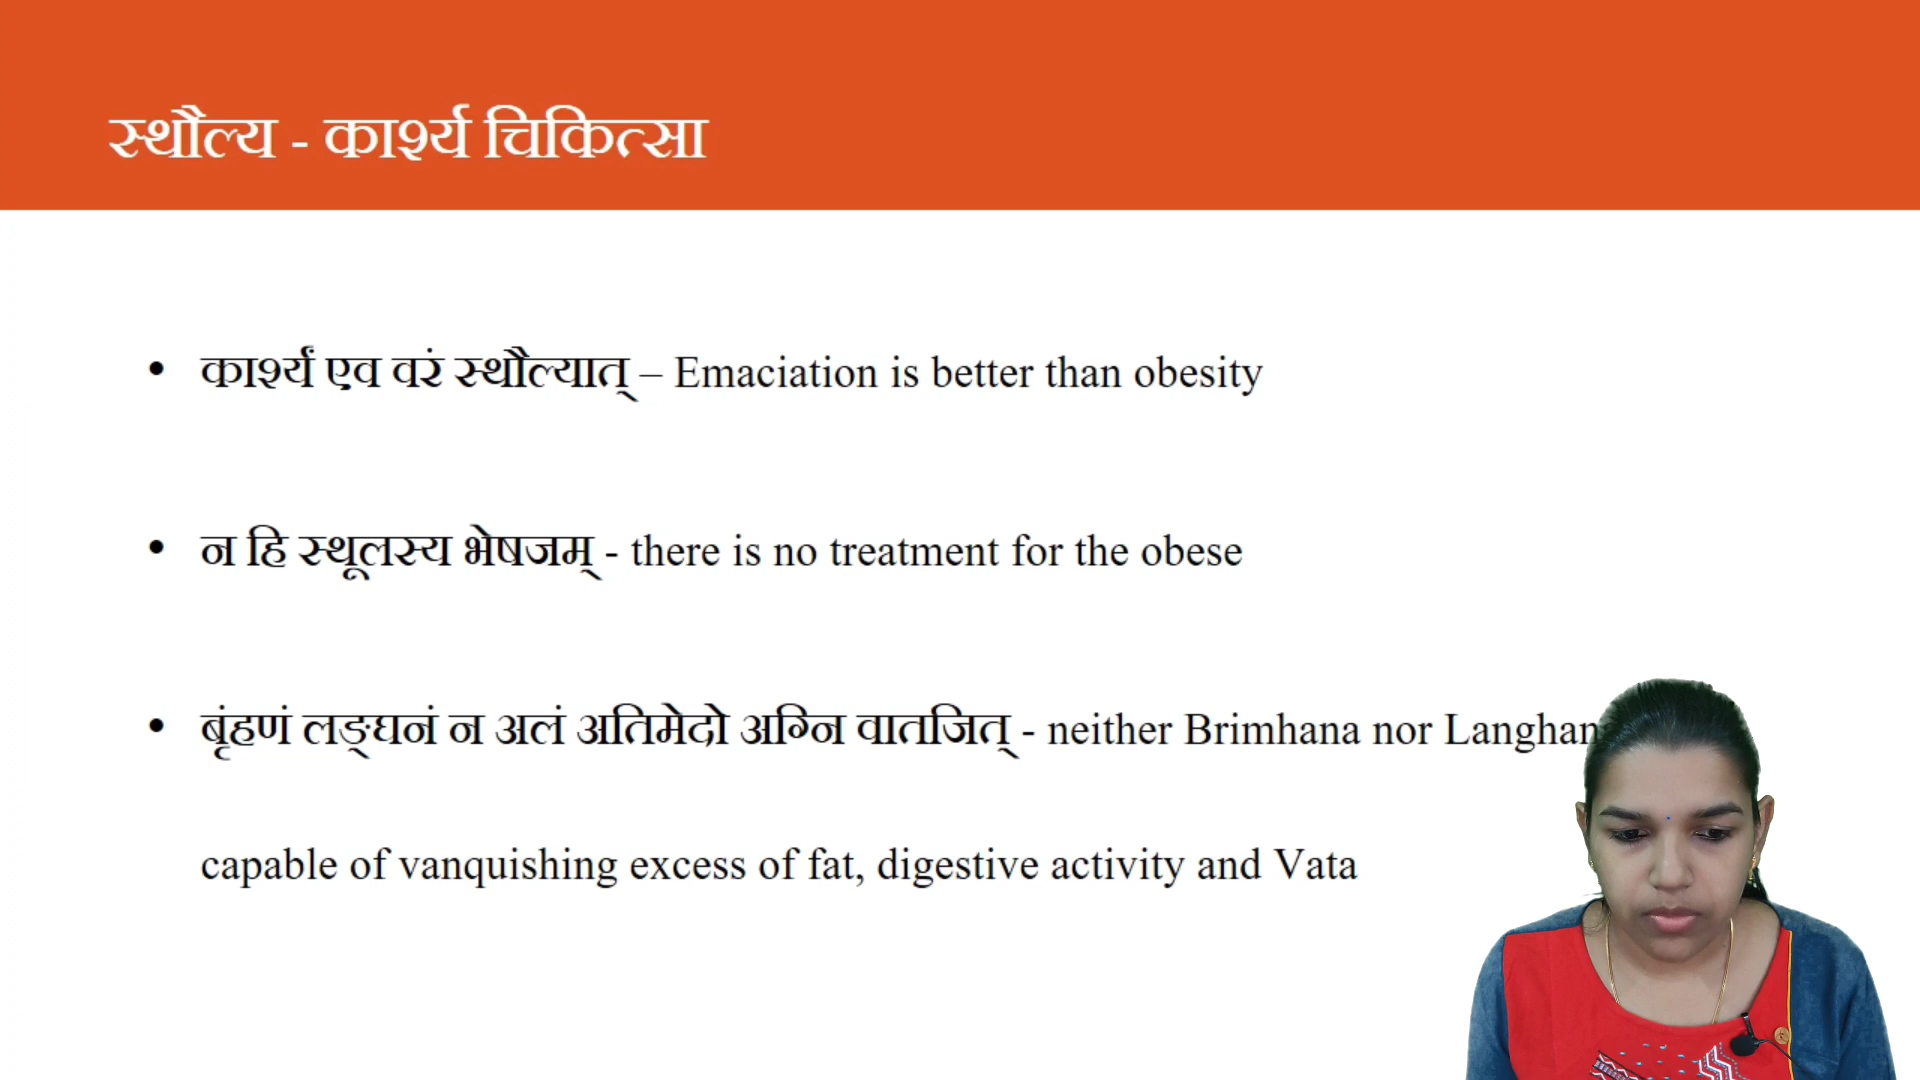 स्थौल्य - कार्श्य चिकित्सा
• कार्श्यं एव वरं स्थौल्यात् – Emaciation is better than obesity
• न हि स्थूलस्य भेषजम् - there is no treatment for the obese
• बृंहणं लङ्घनं न अलं अतिमेदो अग्नि वातजित् - neither Brimhana nor
capable of vanquishing excess of fat, digestive activity and Vata